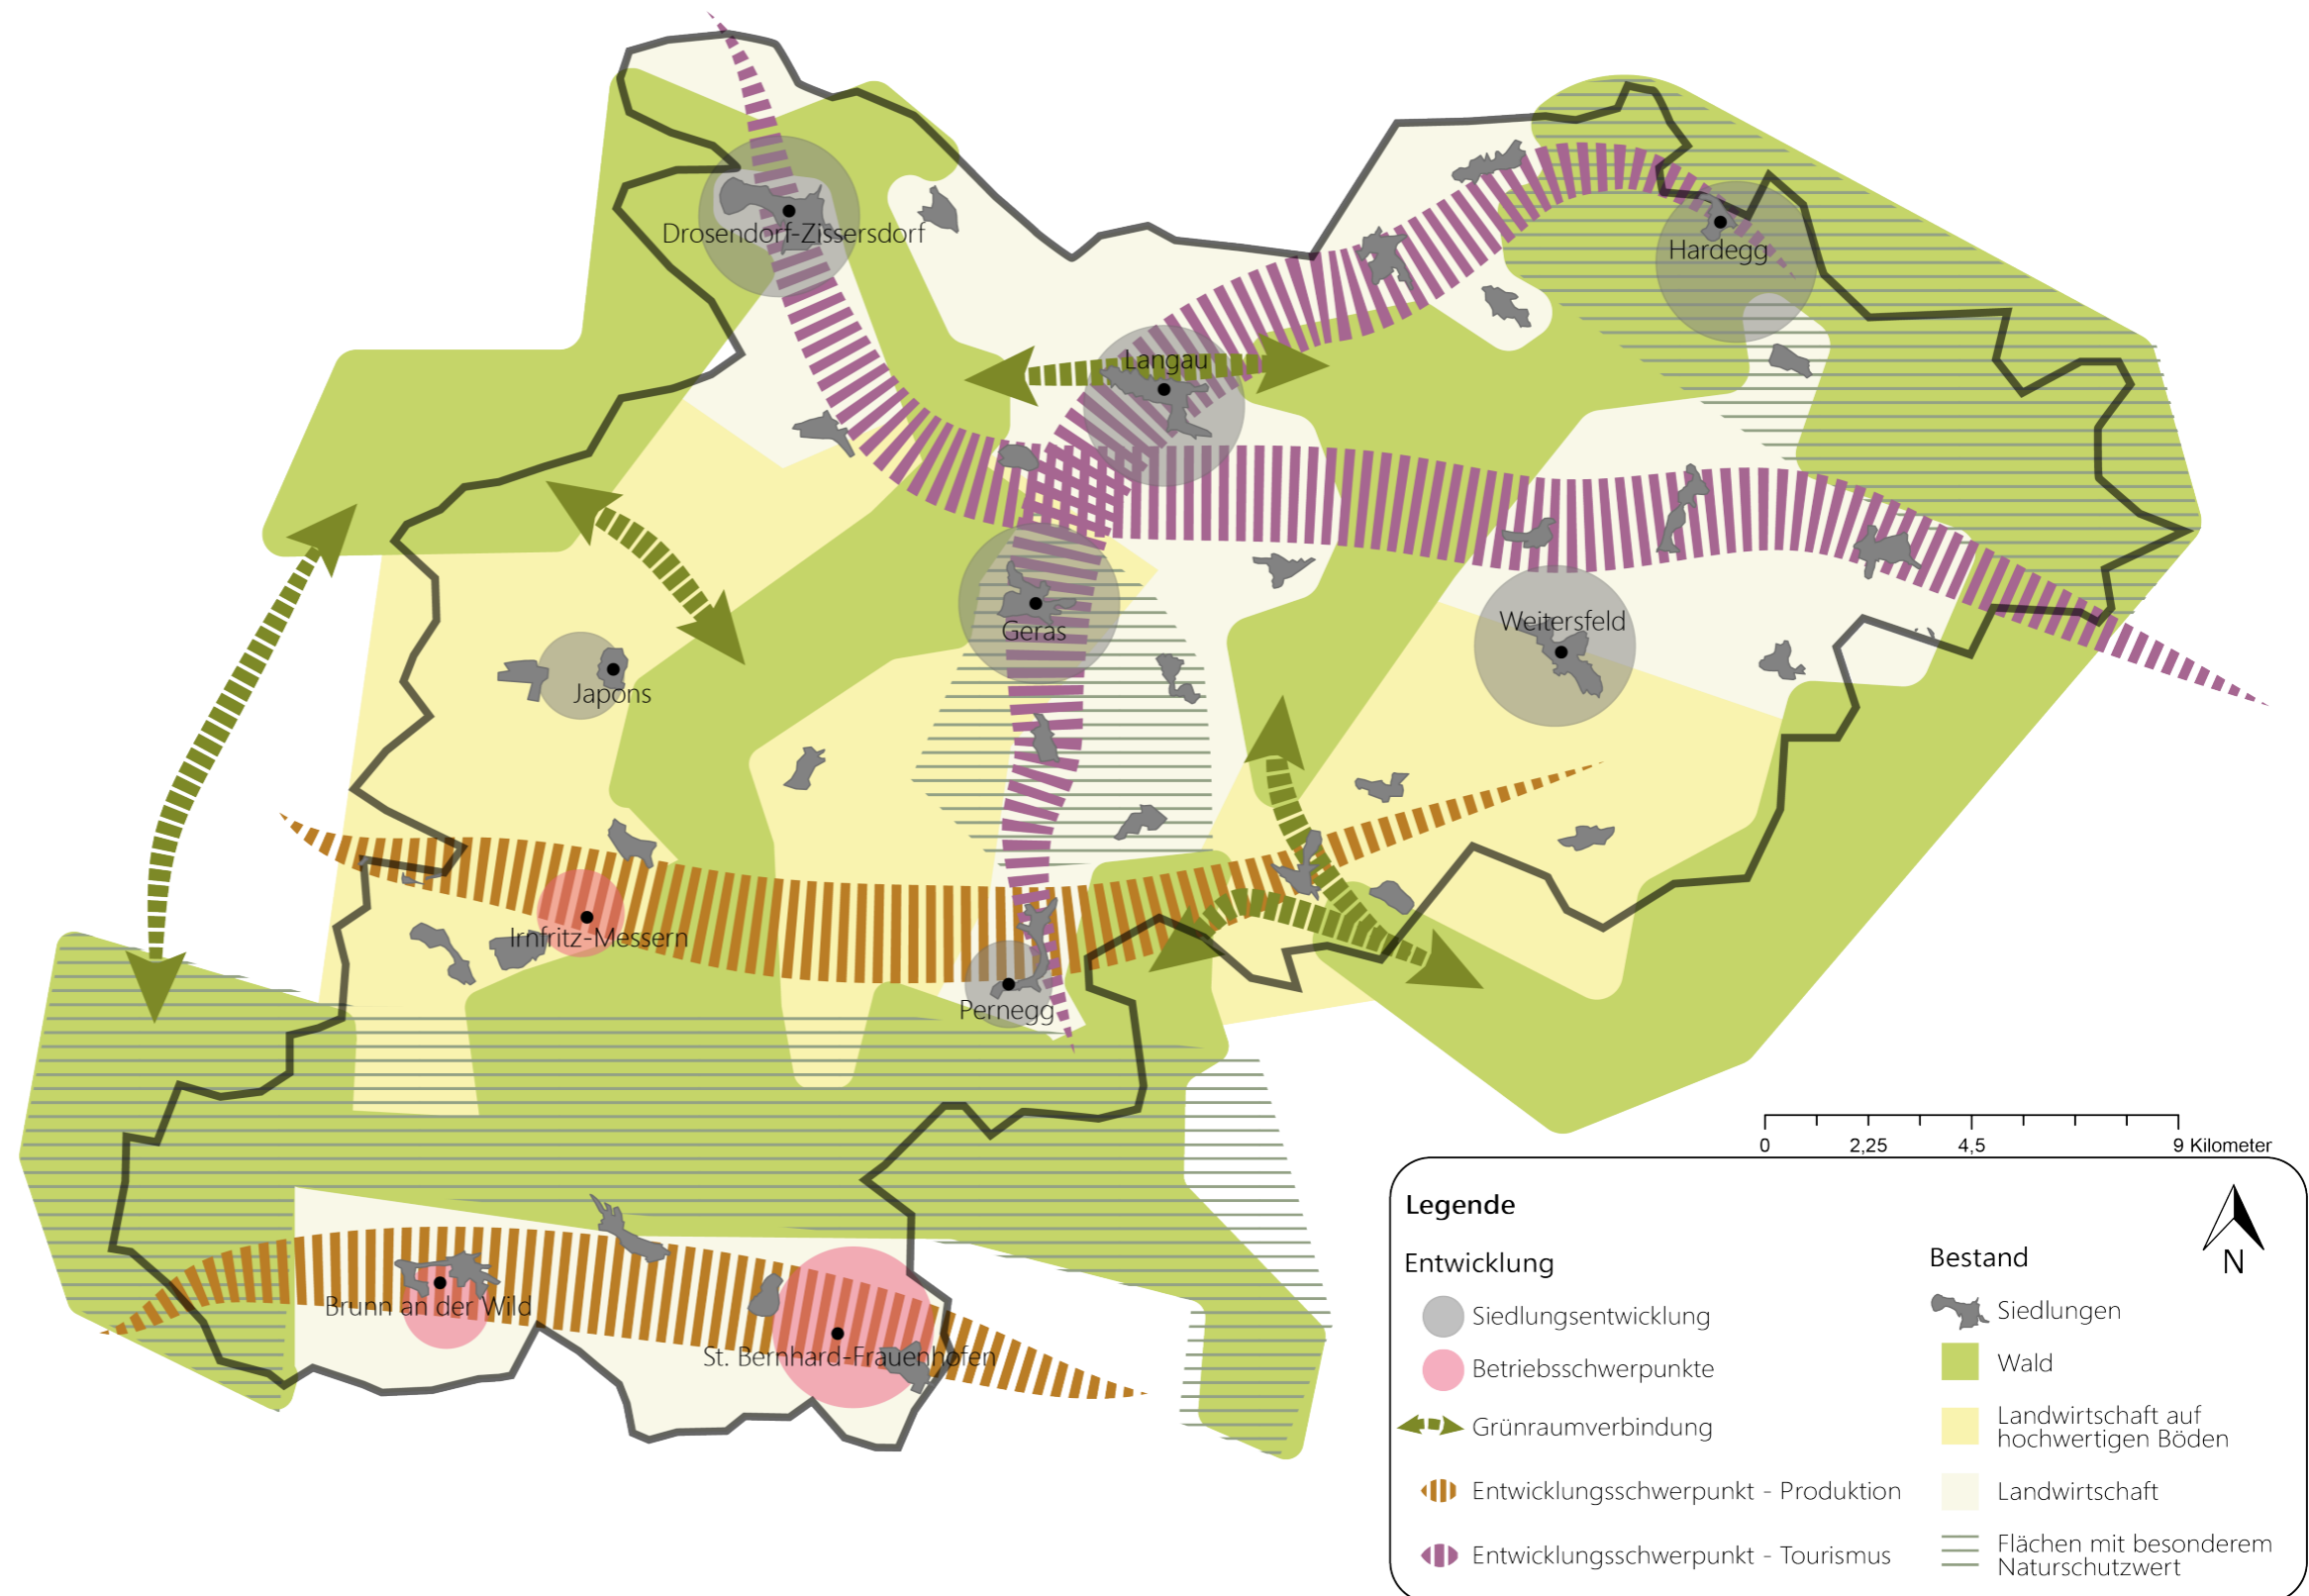 Drosendorf-Zissersdorf
Hardegg
Langau
Weitersfeld
Geras
Japons
Irnfritz-Messern
Pernegg
Brunn an der Wild
St. Bernhard-Frauenhofen
0 2,25 4,5 9 Kilometer
Legende
N
Entwicklung
Siedlungsentwicklung
Betriebsschwerpunkte
Grünraumverbindung
Entwicklungsschwerpunkt - Produktion
Entwicklungsschwerpunkt - Tourismus
Bestand
Siedlungen
Wald
Landwirtschaft auf
hochwertigen Böden
Landwirtschaft
Flächen mit besonderem
Naturschutzwert